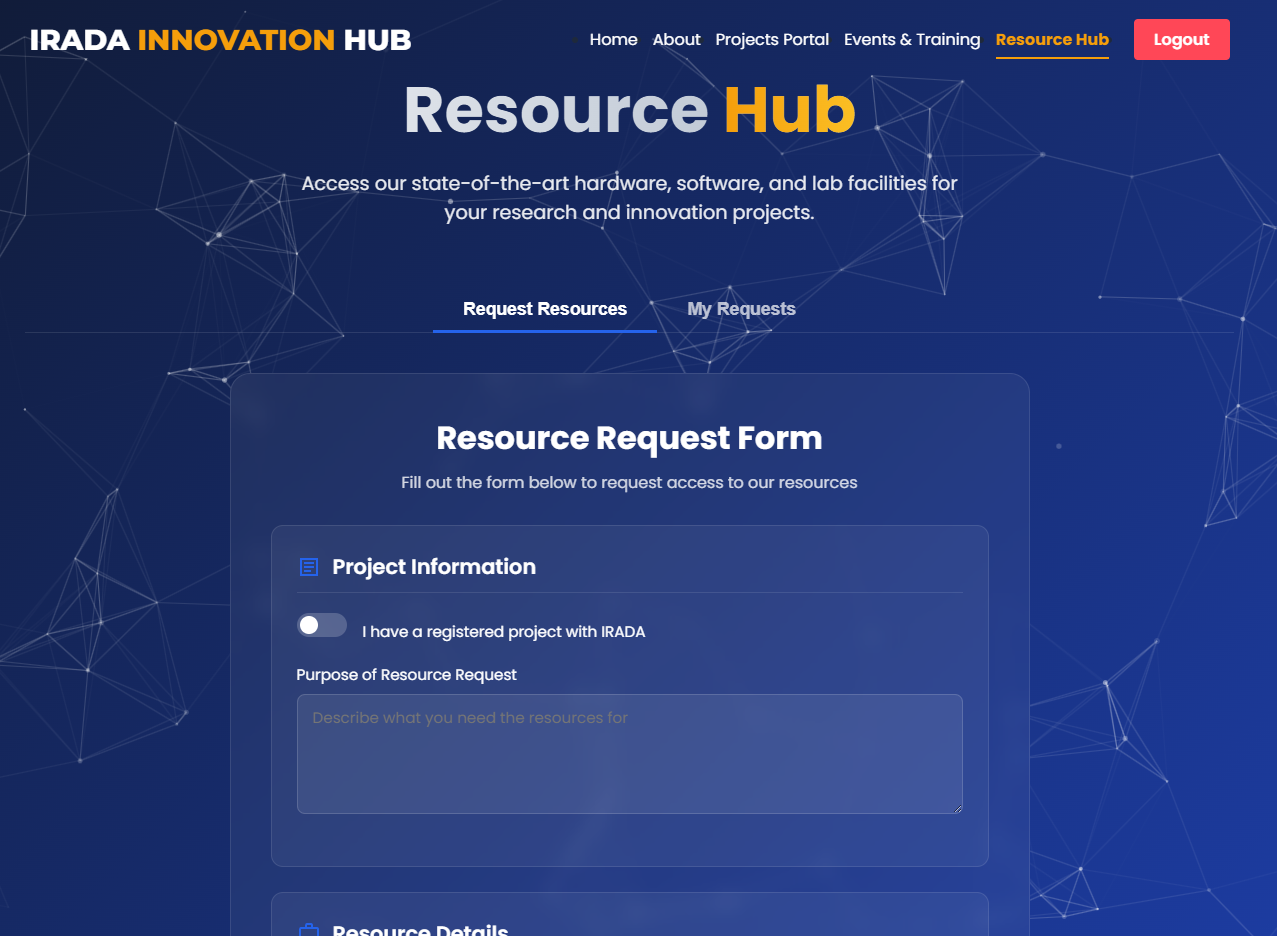 IRADA INNOVATION HUB
Home About Projects Portal Events & Training Resource Hub Logout
Resource Hub
Access our state-of-the-art hardware, software, and lab facilities for
your research and innovation projects.
Request Resources My Requests
Resource Request Form
Fill out the form below to request access to our resources
Project Information
I have a registered project with IRADA
Purpose of Resource Request
Describe what you need the resources for
Resource Details